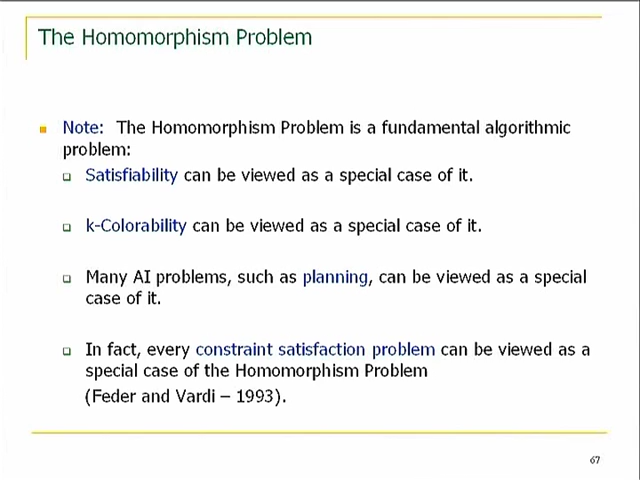 The Homomorphism Problem
Note: The Homomorphism Problem is a fundamental algorithmic
problem:
Satisfiability can be viewed as a special case of it.
k-Colorability can be viewed as a special case of it.
Many AI problems, such as planning, can be viewed as a special
case of it.
In fact, every constraint satisfaction problem can be viewed as a
special case of the Homomorphism Problem
(Feder and Vardi – 1993).
67